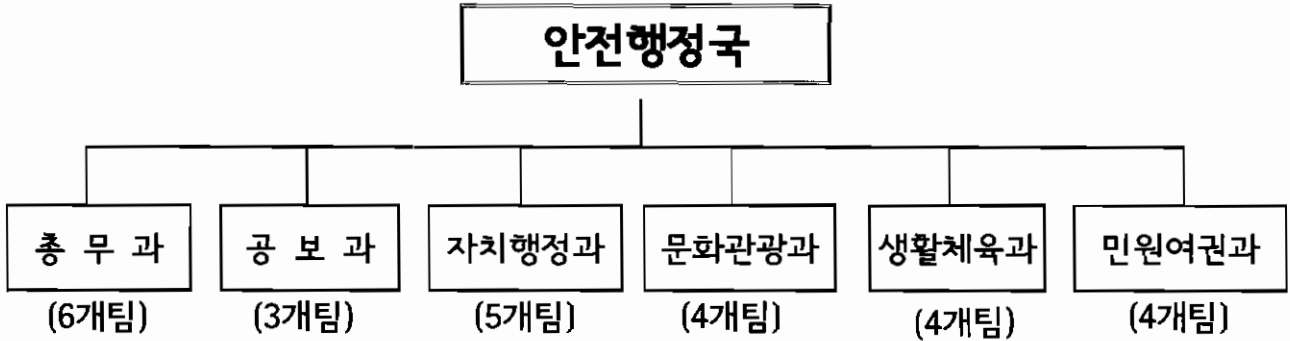 안전행정국
총 무 과 공 보 과 자치행정과 문화관광과 생활체육과 민원여권과
(6개팀) (3개팀) (5개팀) (4개팀) (4개팀) (4개팀)